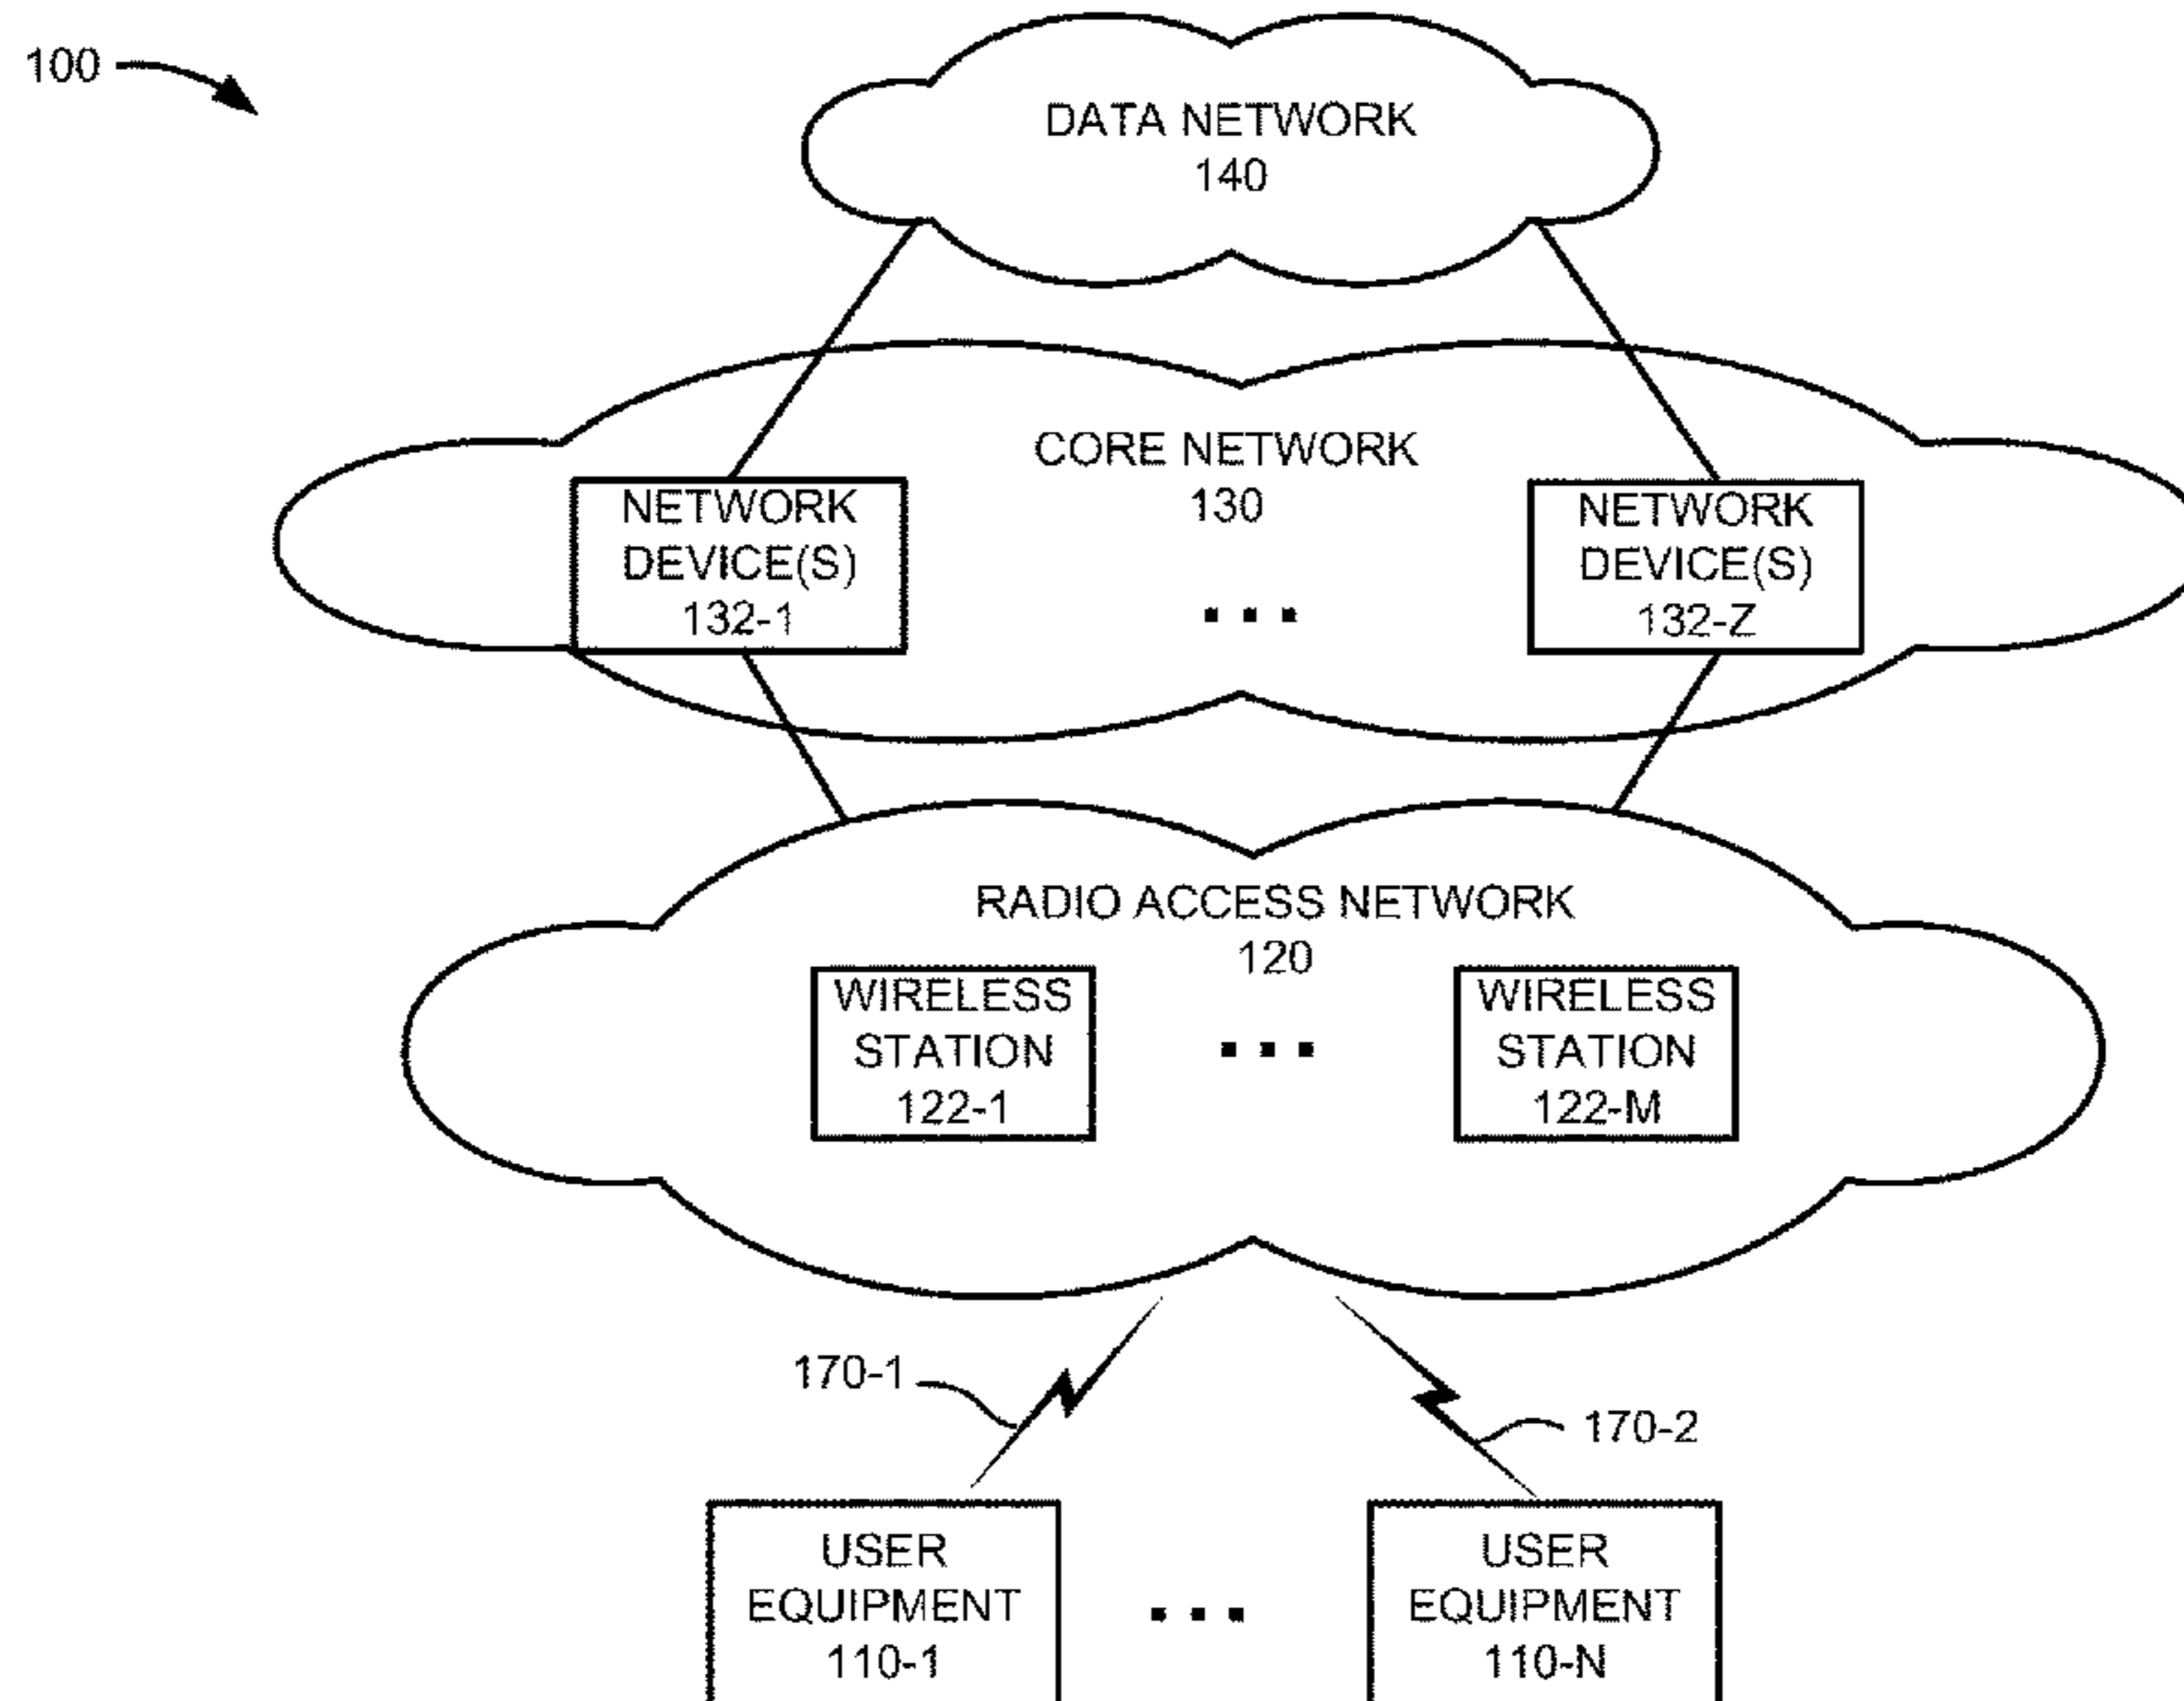 100
DATA NETWORK
140
CORE NETWORK
130
NETWORK
DEVICE(S)
132-1
▪ ▪ ▪
NETWORK
DEVICE(S)
132-Z
RADIO ACCESS NETWORK
120
WIRELESS
STATION
122-1
▪ ▪ ▪
WIRELESS
STATION
122-M
170-1
170-2
USER
EQUIPMENT
110-1
▪ ▪ ▪
USER
EQUIPMENT
110-N